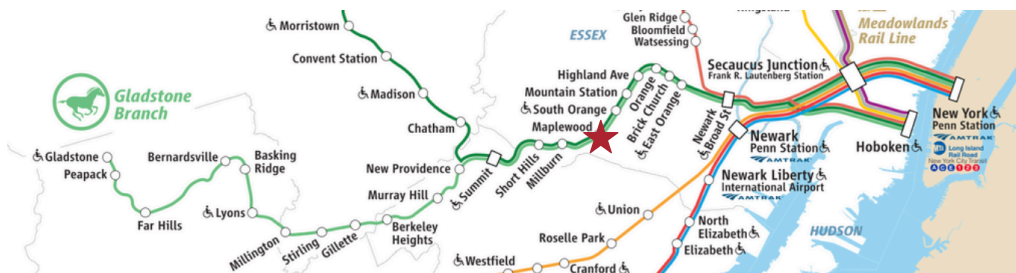 Glen Ridge
Bloomfield
Watsessing
Morristown
ESSEX
Meadowlands
Rail Line
Convent Station
Highland Ave
Secaucus Junction
Frank R. Lautenberg Station
Gladstone
Branch
Madison
Mountain Station
South Orange
Maplewood
Orange
Brick Church
East Orange
Newark
Broad St
New York
Penn Station
AMTRAK
Long Island
Rail Road
New York City Transit
A C E 1 2 3
Chatham
Newark
Penn Station
AMTRAK
Hoboken
Gladstone
Peapack
Bernardsville
Basking
Ridge
New Providence
Summit
Short Hills
Millburn
Newark Liberty
International Airport
AMTRAK
Murray Hill
Far Hills
Lyons
Berkeley
Heights
Union
North
Elizabeth
HUDSON
Millington
Stirling
Gillette
Roselle Park
Elizabeth
Westfield
Cranford